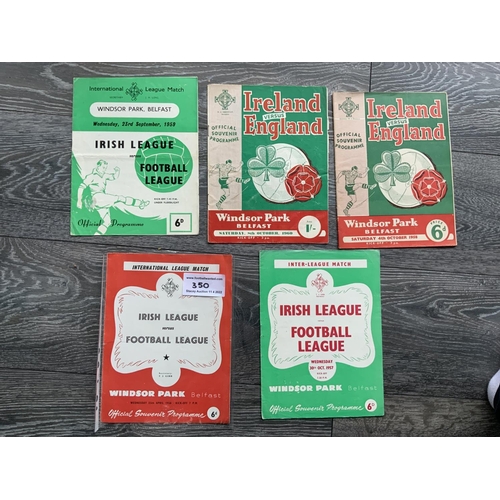 International League Match
WINDSOR PARK, BELFAST
Wednesday, 23rd September, 1959
IRISH LEAGUE
versus
FOOTBALL
LEAGUE
Official Programme
6D
Ireland
VERSUS
England
OFFICIAL
SOUVENIR
PROGRAMME
Windsor Park
BELFAST
SATURDAY, 8th OCTOBER, 1960
1/-
Ireland
VERSUS
England
OFFICIAL
SOUVENIR
PROGRAMME
Windsor Park
BELFAST
SATURDAY 4th OCTOBER 1958
6d
INTERNATIONAL LEAGUE MATCH
350
IRISH LEAGUE
versus
FOOTBALL LEAGUE
WINDSOR PARK Belfast
Official Souvenir Programme
6d
INTER-LEAGUE MATCH
IRISH LEAGUE
FOOTBALL
LEAGUE
WEDNESDAY
WINDSOR PARK Belfast
Official Souvenir Programme
6D